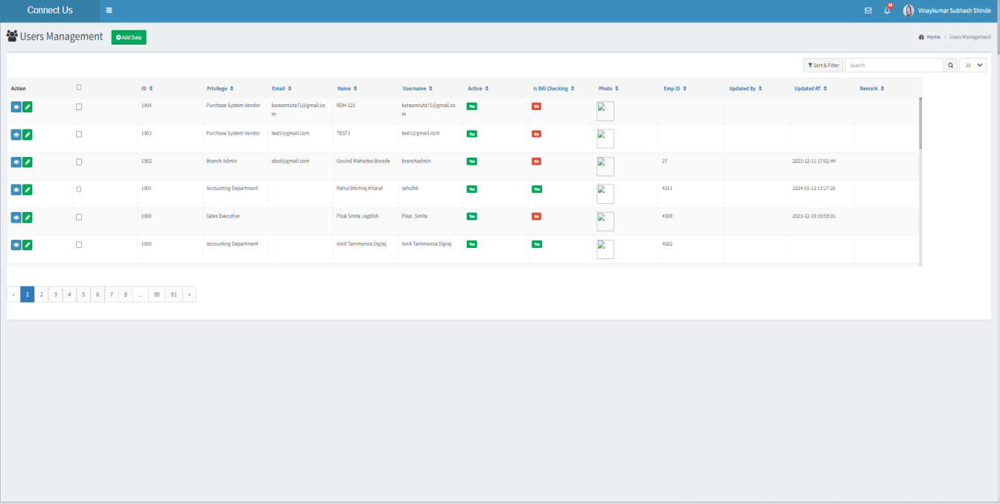 Connect Us
38
Vinaykumar Subhash Shinde
Users Management
Add Data
Home
Users Management
Sort & Filter
Search
20
Action ID Privilege Email Name Username Active Is Bill Checking Photo Emp ID Updated By Updated AT Remark
1904 Purchase System Vendor koreamruta71@gmail.co RDH-121 koreamruta71@gmail.co Yes No
m m
1903 Purchase System Vendor test1@gmail.com TEST1 test1@gmail.com Yes No
1902 Branch Admin abcd@gmail.com Govind Mahadeo Borade branchadmin Yes No 27 2023-12-11 17:02:44
1901 Accounting Department Rahul Bhimraj Kharat rahulbk Yes Yes 4311 2024-01-12 13:27:26
1900 Sales Executive Pisal Smita Jagdish Pisal_Smita Yes No 4309 2023-12-19 19:59:31
1899 Accounting Department Amit Tammanna Digraj Amit Tammanna Digraj Yes Yes 4082
« 1 2 3 4 5 6 7 8 ... 90 91 »